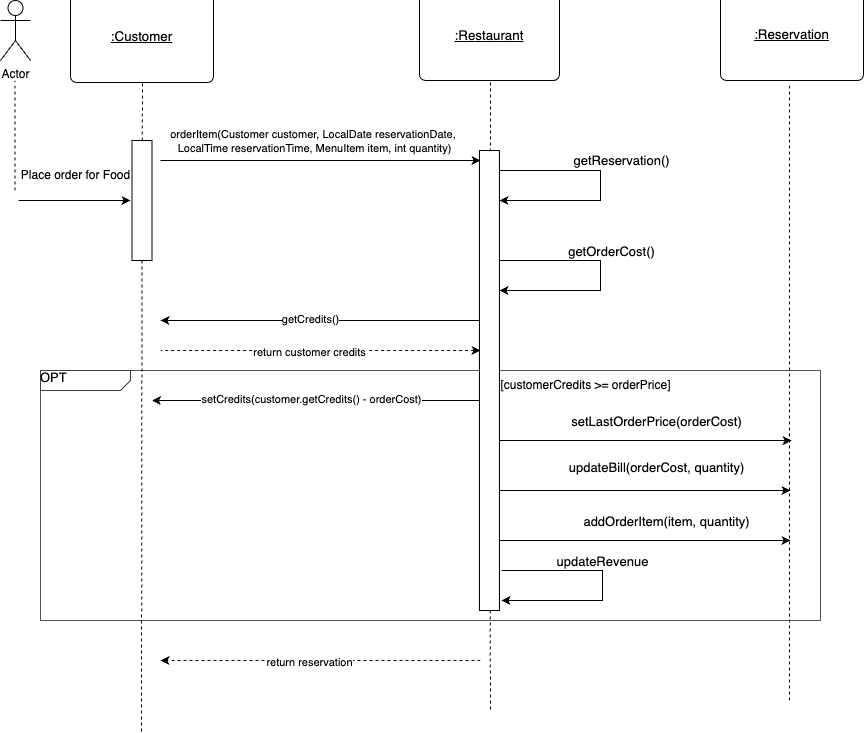 :Customer
:Restaurant
:Reservation
Actor
orderItem(Customer customer, LocalDate reservationDate,
LocalTime reservationTime, MenuItem item, int quantity)
getReservation()
Place order for Food
getOrderCost()
getCredits()
return customer credits
OPT
[customerCredits >= orderPrice]
setCredits(customer.getCredits() - orderCost)
setLastOrderPrice(orderCost)
updateBill(orderCost, quantity)
addOrderItem(item, quantity)
updateRevenue
return reservation